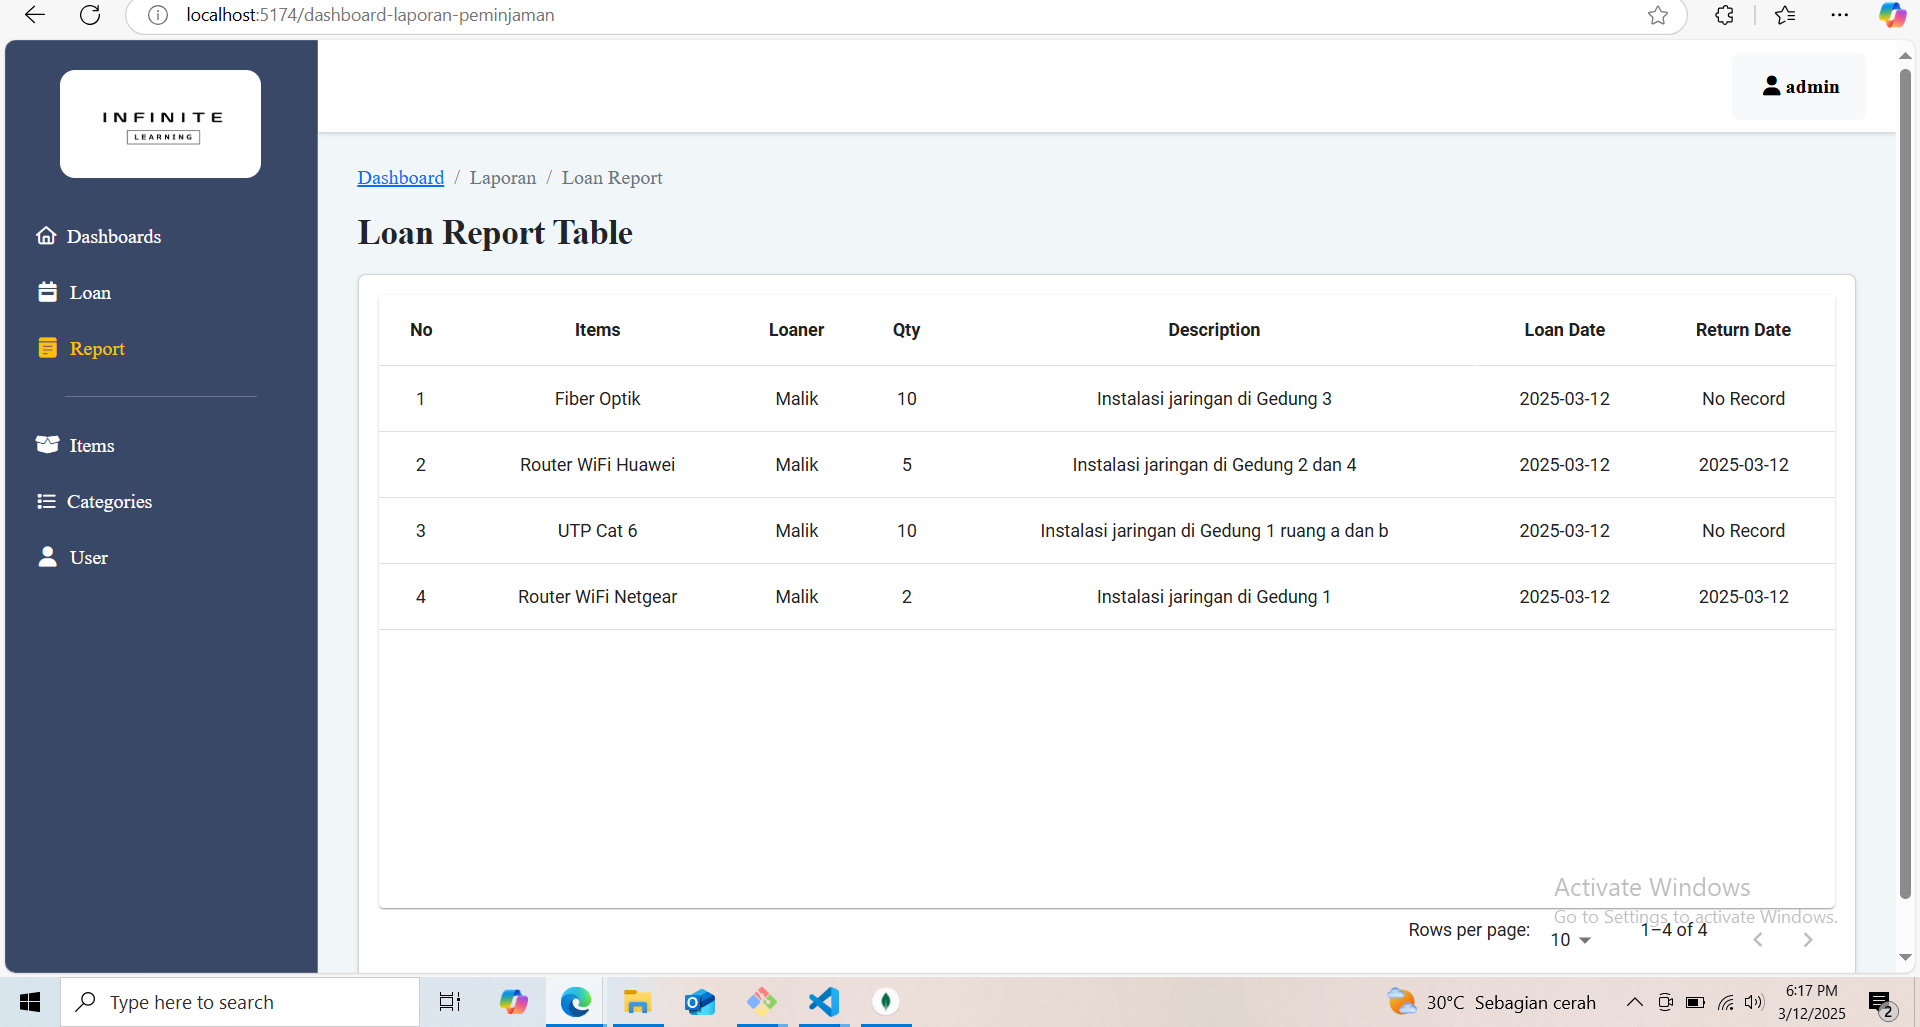 localhost:5174/dashboard-laporan-peminjaman
INFINITE
LEARNING
admin
Dashboards
Loan
Report
Items
Categories
User
Dashboard / Laporan / Loan Report
Loan Report Table
No Items Loaner Qty Description Loan Date Return Date
1 Fiber Optik Malik 10 Instalasi jaringan di Gedung 3 2025-03-12 No Record
2 Router WiFi Huawei Malik 5 Instalasi jaringan di Gedung 2 dan 4 2025-03-12 2025-03-12
3 UTP Cat 6 Malik 10 Instalasi jaringan di Gedung 1 ruang a dan b 2025-03-12 No Record
4 Router WiFi Netgear Malik 2 Instalasi jaringan di Gedung 1 2025-03-12 2025-03-12
Activate Windows
Go to Settings to activate Windows.
Rows per page: 10 1–4 of 4
Type here to search
30°C Sebagian cerah
6:17 PM
3/12/2025
2